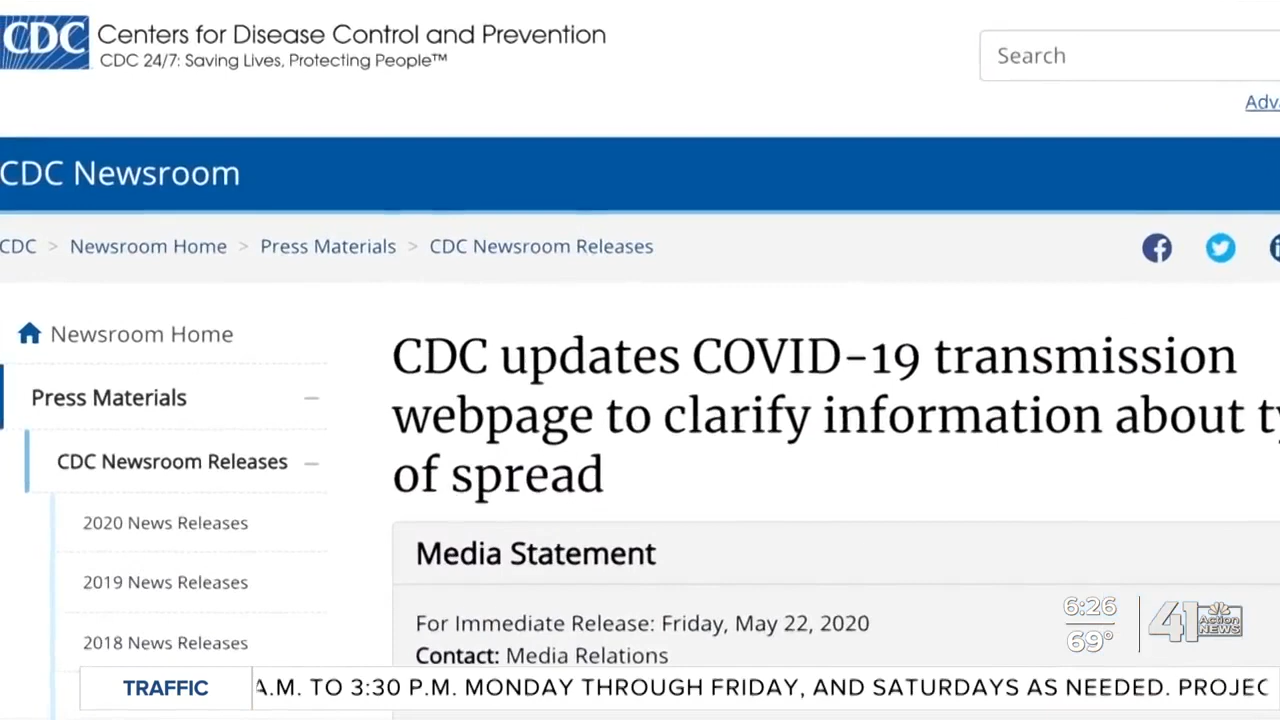 CDC
Centers for Disease Control and Prevention
CDC 24/7: Saving Lives, Protecting People™
Search
CDC Newsroom
CDC > Newsroom Home > Press Materials > CDC Newsroom Releases
Newsroom Home
Press Materials
CDC Newsroom Releases
2020 News Releases
2019 News Releases
2018 News Releases
CDC updates COVID-19 transmission
webpage to clarify information about
of spread
Media Statement
For Immediate Release: Friday, May 22, 2020
Contact: Media Relations
6:26
69°
41 Action
NEWS
TRAFFIC
A.M. TO 3:30 P.M. MONDAY THROUGH FRIDAY, AND SATURDAYS AS NEEDED.